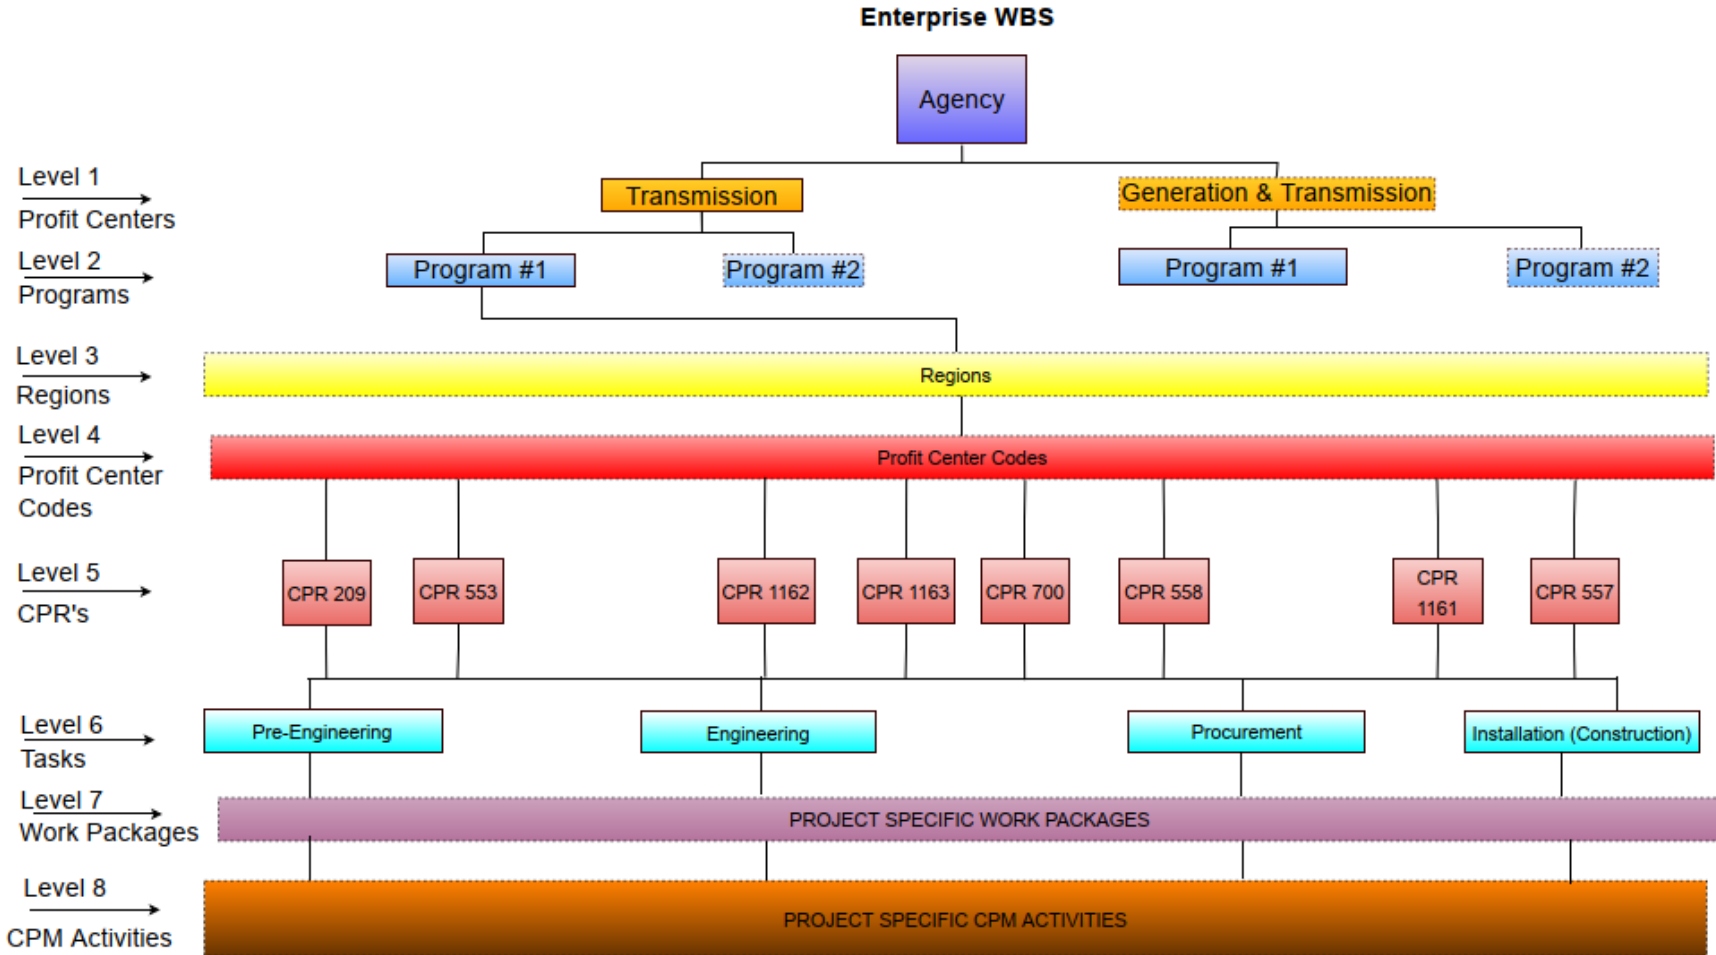 Enterprise WBS
Agency
Level 1
Profit Centers
Transmission
Generation & Transmission
Level 2
Programs
Program #1
Program #2
Program #1
Program #2
Level 3
Regions
Regions
Level 4
Profit Center
Codes
Profit Center Codes
Level 5
CPR's
CPR 209
CPR 553
CPR 1162
CPR 1163
CPR 700
CPR 558
CPR
1161
CPR 557
Level 6
Tasks
Pre-Engineering
Engineering
Procurement
Installation (Construction)
Level 7
Work Packages
PROJECT SPECIFIC WORK PACKAGES
Level 8
CPM Activities
PROJECT SPECIFIC CPM ACTIVITIES